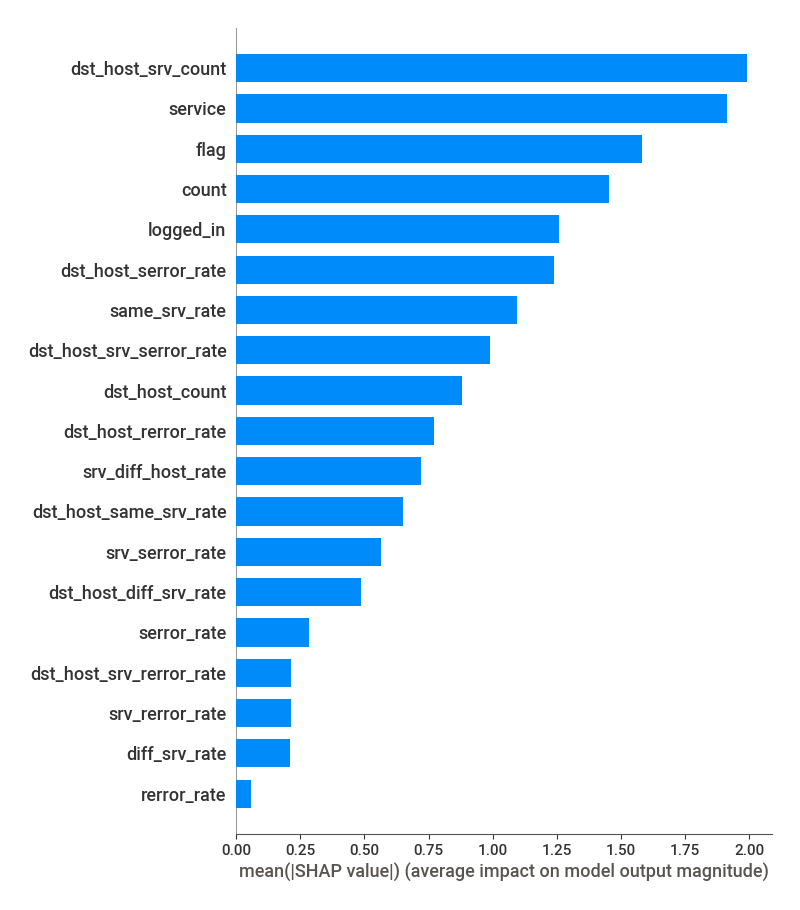 dst_host_srv_count
service
flag
count
logged_in
dst_host_serror_rate
same_srv_rate
dst_host_srv_serror_rate
dst_host_count
dst_host_rerror_rate
srv_diff_host_rate
dst_host_same_srv_rate
srv_serror_rate
dst_host_diff_srv_rate
serror_rate
dst_host_srv_rerror_rate
srv_rerror_rate
diff_srv_rate
rerror_rate
0.00 0.25 0.50 0.75 1.00 1.25 1.50 1.75 2.00
mean(|SHAP value|) (average impact on model output magnitude)